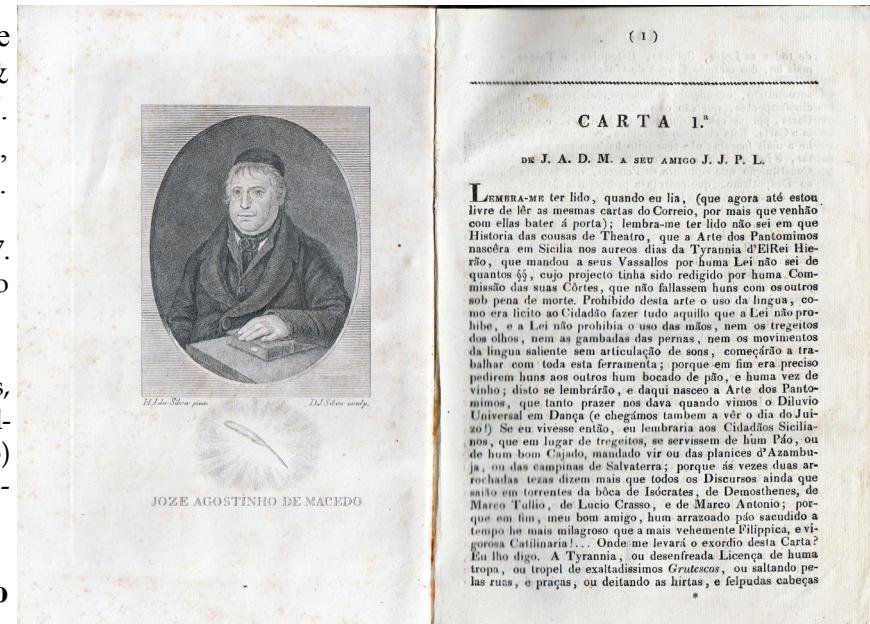 e
&
.
,
.
7.
o
s,
l-
)
-
o
H. J. da Silva pinx.
D. J. Silva sculp.
JOZE AGOSTINHO DE MACEDO
( 1 )
CARTA 1.ª
DE J. A. D. M. A SEU AMIGO J. J. P. L.
LEMBRA-ME ter lido, quando eu lia, (que agora até estou
livre de lêr as mesmas cartas do Correio, por mais que venhão
com ellas bater á porta); lembra-me ter lido não sei em que
Historia das cousas de Theatro, que a Arte dos Pantomimos
nascêra em Sicilia nos aureos dias da Tyrannia d'ElRei Hie-
rão, que mandou a seus Vassallos por huma Lei não sei de
quantos §§, cujo projecto tinha sido redigido por huma Com-
missão das suas Côrtes, que não fallassem huns com os outros
sob pena de morte. Prohibido desta arte o uso da lingua, co-
mo era licito ao Cidadão fazer tudo aquillo que a Lei não pro-
hibe, e a Lei não prohibia o uso das mãos, nem os tregeitos
dos olhos, nem as gambadas das pernas, nem os movimentos
da lingua saliente sem articulação de sons, começárão a tra-
balhar com toda esta ferramenta; porque em fim era preciso
pedirem huns aos outros hum bocado de pão, e huma vez de
vinho; disto se lembrárão, e daqui nasceo a Arte dos Panto-
mimos, que tanto prazer nos dava quando vimos o Diluvio
Universal em Dança (e chegámos tambem a vêr o dia do Jui-
zo!) Se eu vivesse então, eu lembraria aos Cidadãos Sicilia-
nos, que em lugar de tregeitos, se servissem de hum Páo, ou
de hum bom Cajado, mandado vir ou das planices d'Azambu-
ja, ou das campinas de Salvaterra; porque ás vezes duas ar-
rochadas tezas dizem mais que todos os Discursos ainda que
saião em torrentes da bôca de Isócrates, de Demosthenes, de
Marco Tullio, de Lucio Crasso, e de Marco Antonio; por-
que em fim, meu bom amigo, hum arrazoado páo sacudido a
tempo he mais milagroso que a mais vehemente Filippica, e vi-
gorosa Catilinaria!... Onde me levará o exordio desta Carta?
Eu lho digo. A Tyrannia, ou desenfreada Licença de huma
tropa, ou tropel de exaltadissimos Grutescos, ou saltando pe-
las ruas, e praças, ou deitando as hirtas, e felpudas cabeças
*